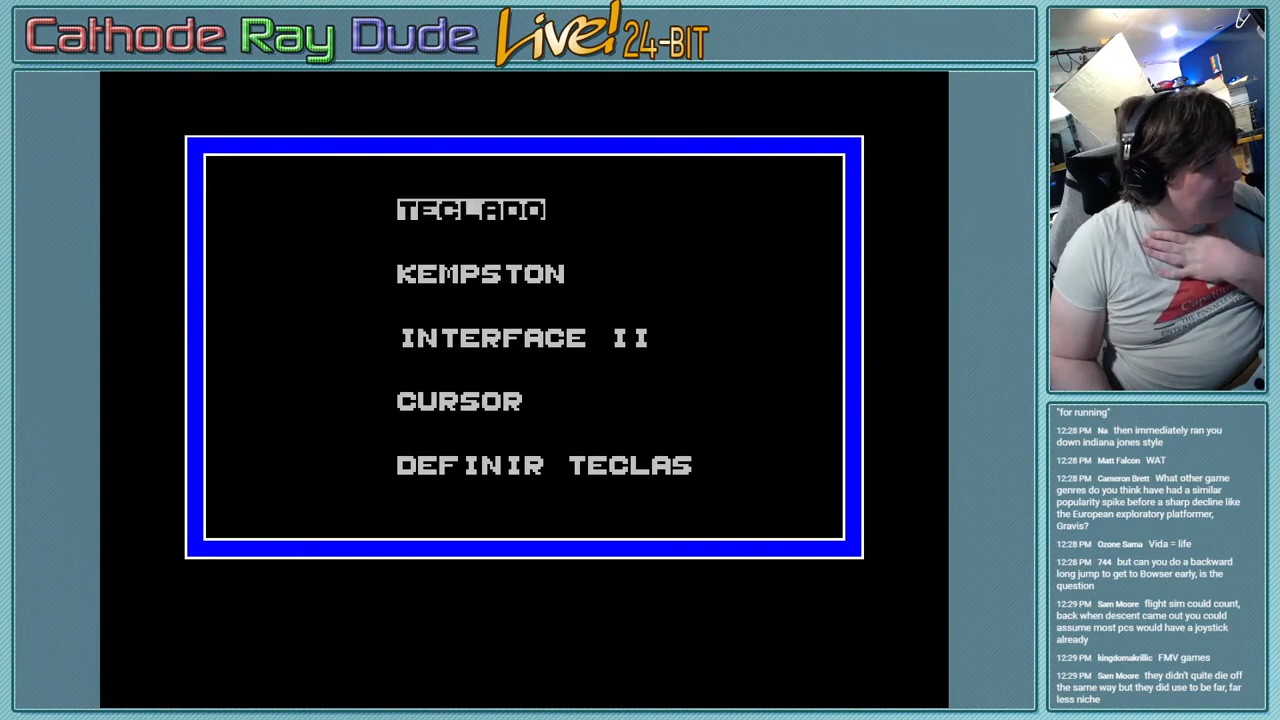 Cathode Ray Dude Live! 24-BIT
TECLADO
KEMPSTON
INTERFACE II
CURSOR
DEFINIR TECLAS
"for running"
12:28 PM Na then immediately ran you
down indiana jones style
12:28 PM Matt Falcon WAT
12:28 PM Cameron Brett What other game
genres do you think have had a similar
popularity spike before a sharp decline like
the European exploratory platformer,
Gravis?
12:28 PM Ozone Sama Vida = life
12:28 PM 744 but can you do a backward
long jump to get to Bowser early, is the
question
12:29 PM Sam Moore flight sim could count,
back when descent came out you could
assume most pcs would have a joystick
already
12:29 PM kingdomakrillic FMV games
12:29 PM Sam Moore they didn't quite die off
the same way but they did use to be far, far
less niche